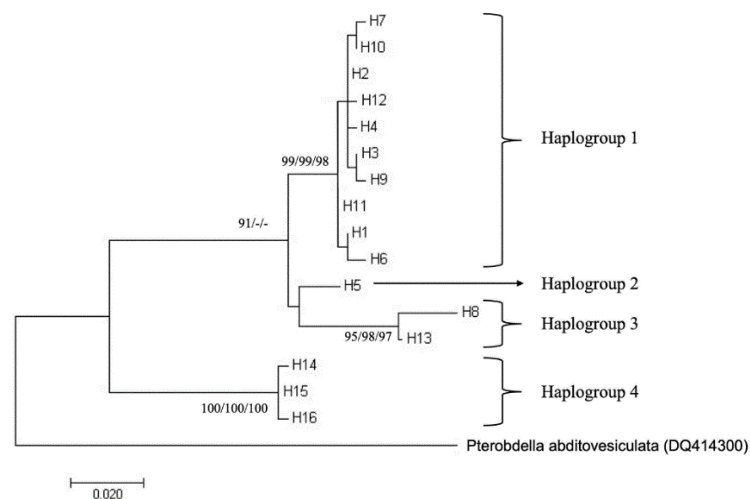 H7
H10
H2
H12
H4
Haplogroup 1
H3
99/99/98
H9
H11
91/-/-
H1
H6
H5
Haplogroup 2
H8
Haplogroup 3
95/98/97
H13
H14
H15
Haplogroup 4
100/100/100
H16
Pterobdella abditovesiculata (DQ414300)
0.020